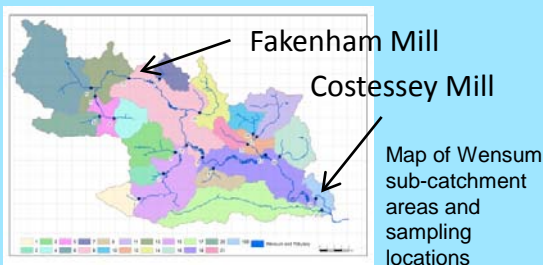 Fakenham Mill
Costessey Mill
Map of Wensum
sub-catchment
areas and
sampling
locations